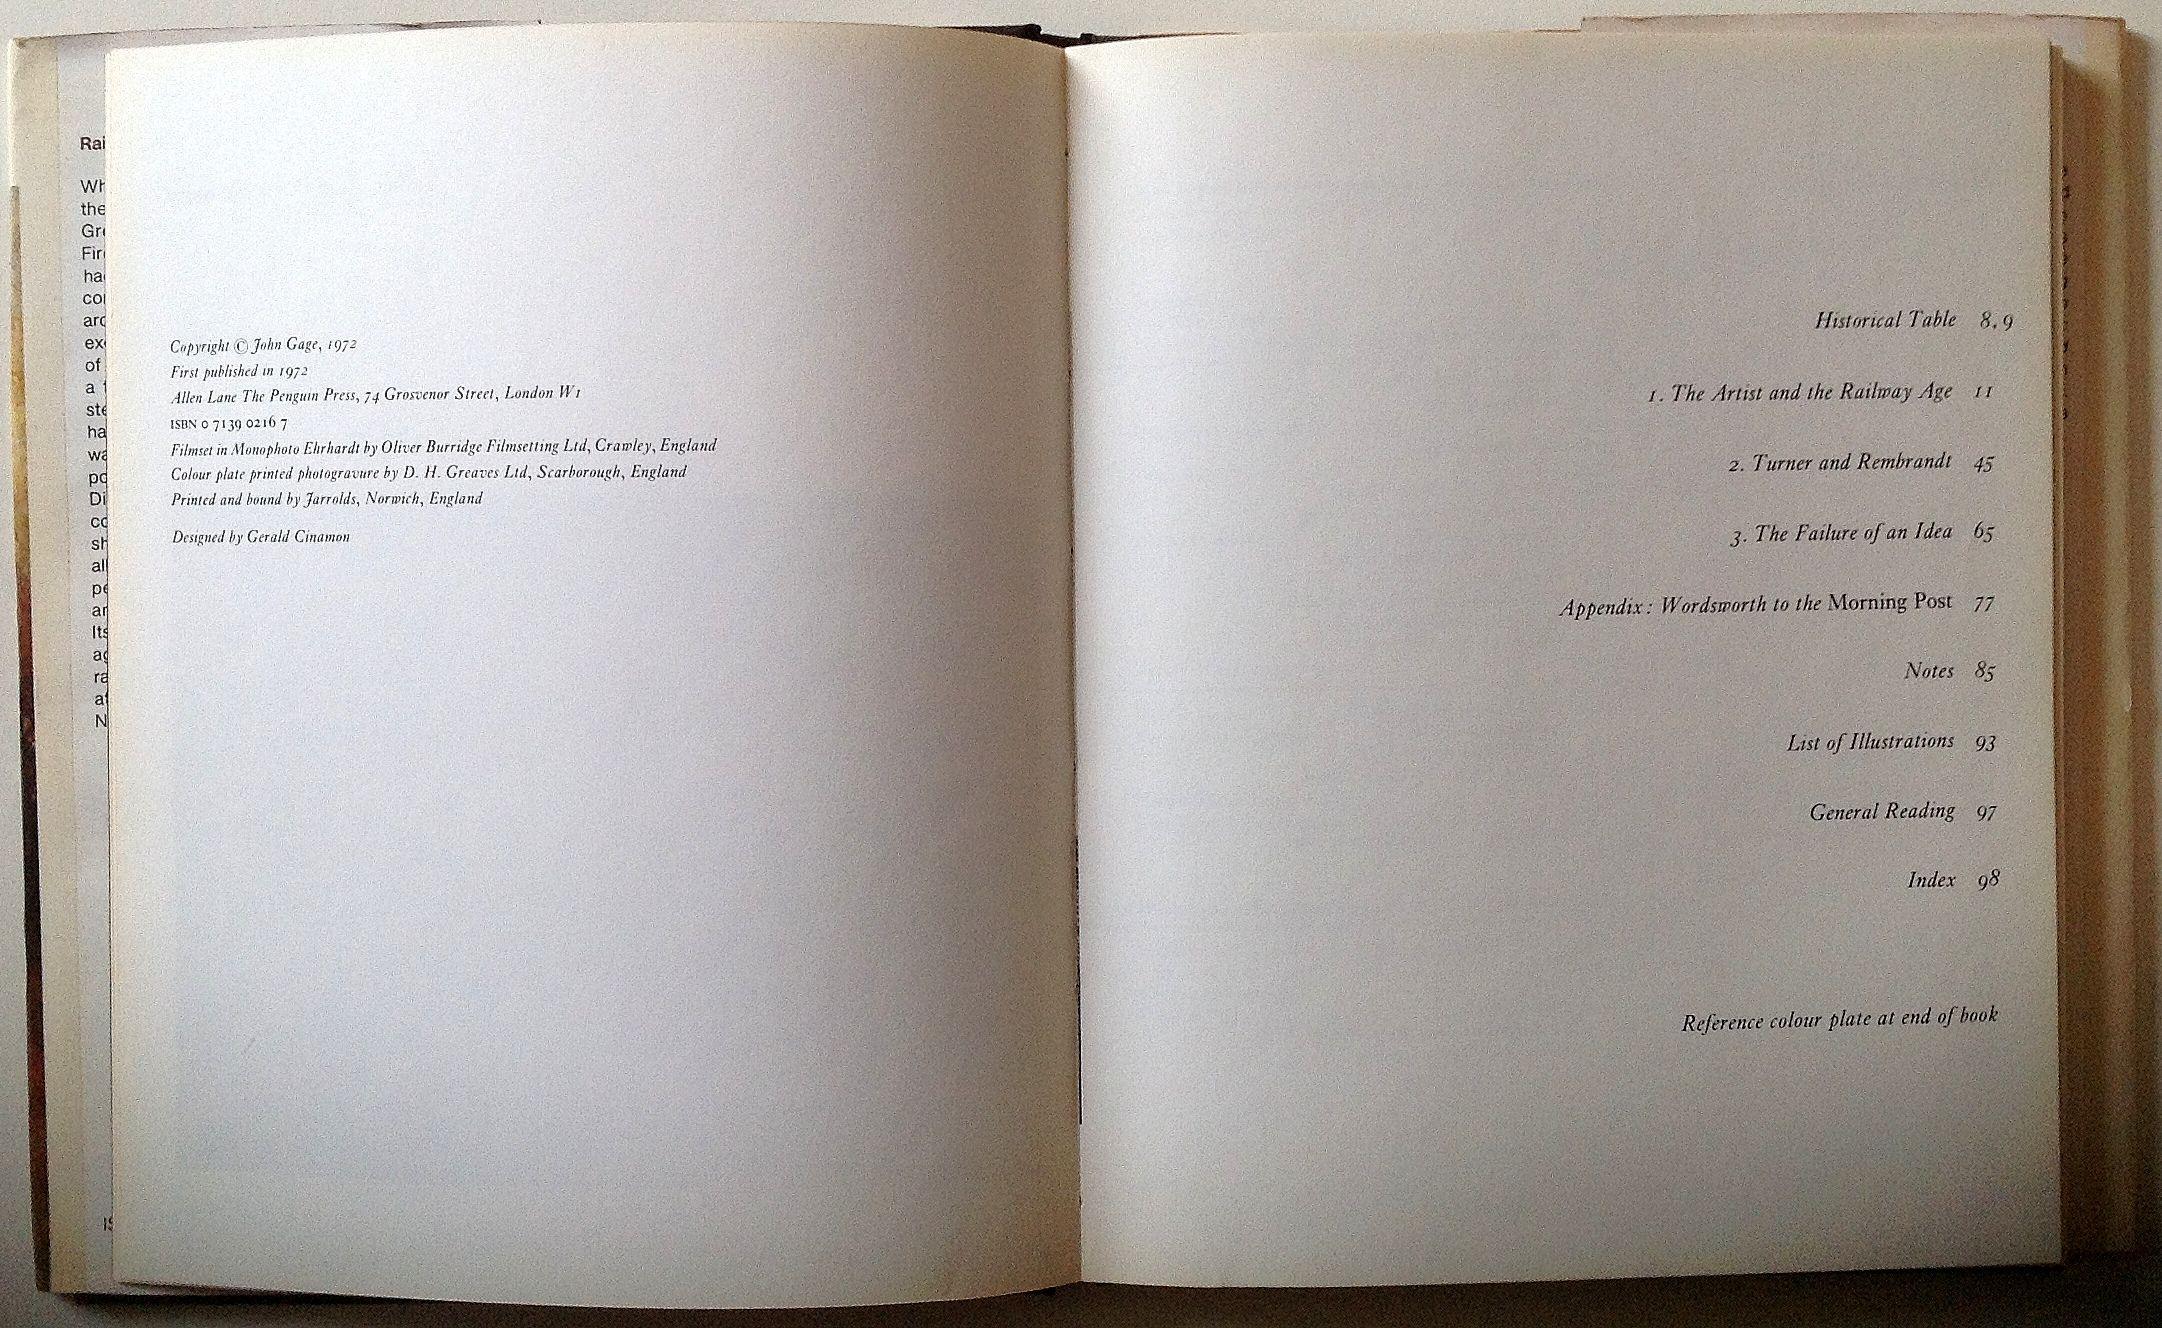 Copyright © John Gage, 1972
First published in 1972
Allen Lane The Penguin Press, 74 Grosvenor Street, London W1
ISBN 0 7139 0216 7
Filmset in Monophoto Ehrhardt by Oliver Burridge Filmsetting Ltd, Crawley, England
Colour plate printed photogravure by D. H. Greaves Ltd, Scarborough, England
Printed and bound by Jarrolds, Norwich, England
Designed by Gerald Cinamon
Historical Table 8, 9
1. The Artist and the Railway Age 11
2. Turner and Rembrandt 45
3. The Failure of an Idea 65
Appendix: Wordsworth to the Morning Post 77
Notes 85
List of Illustrations 93
General Reading 97
Index 98
Reference colour plate at end of book